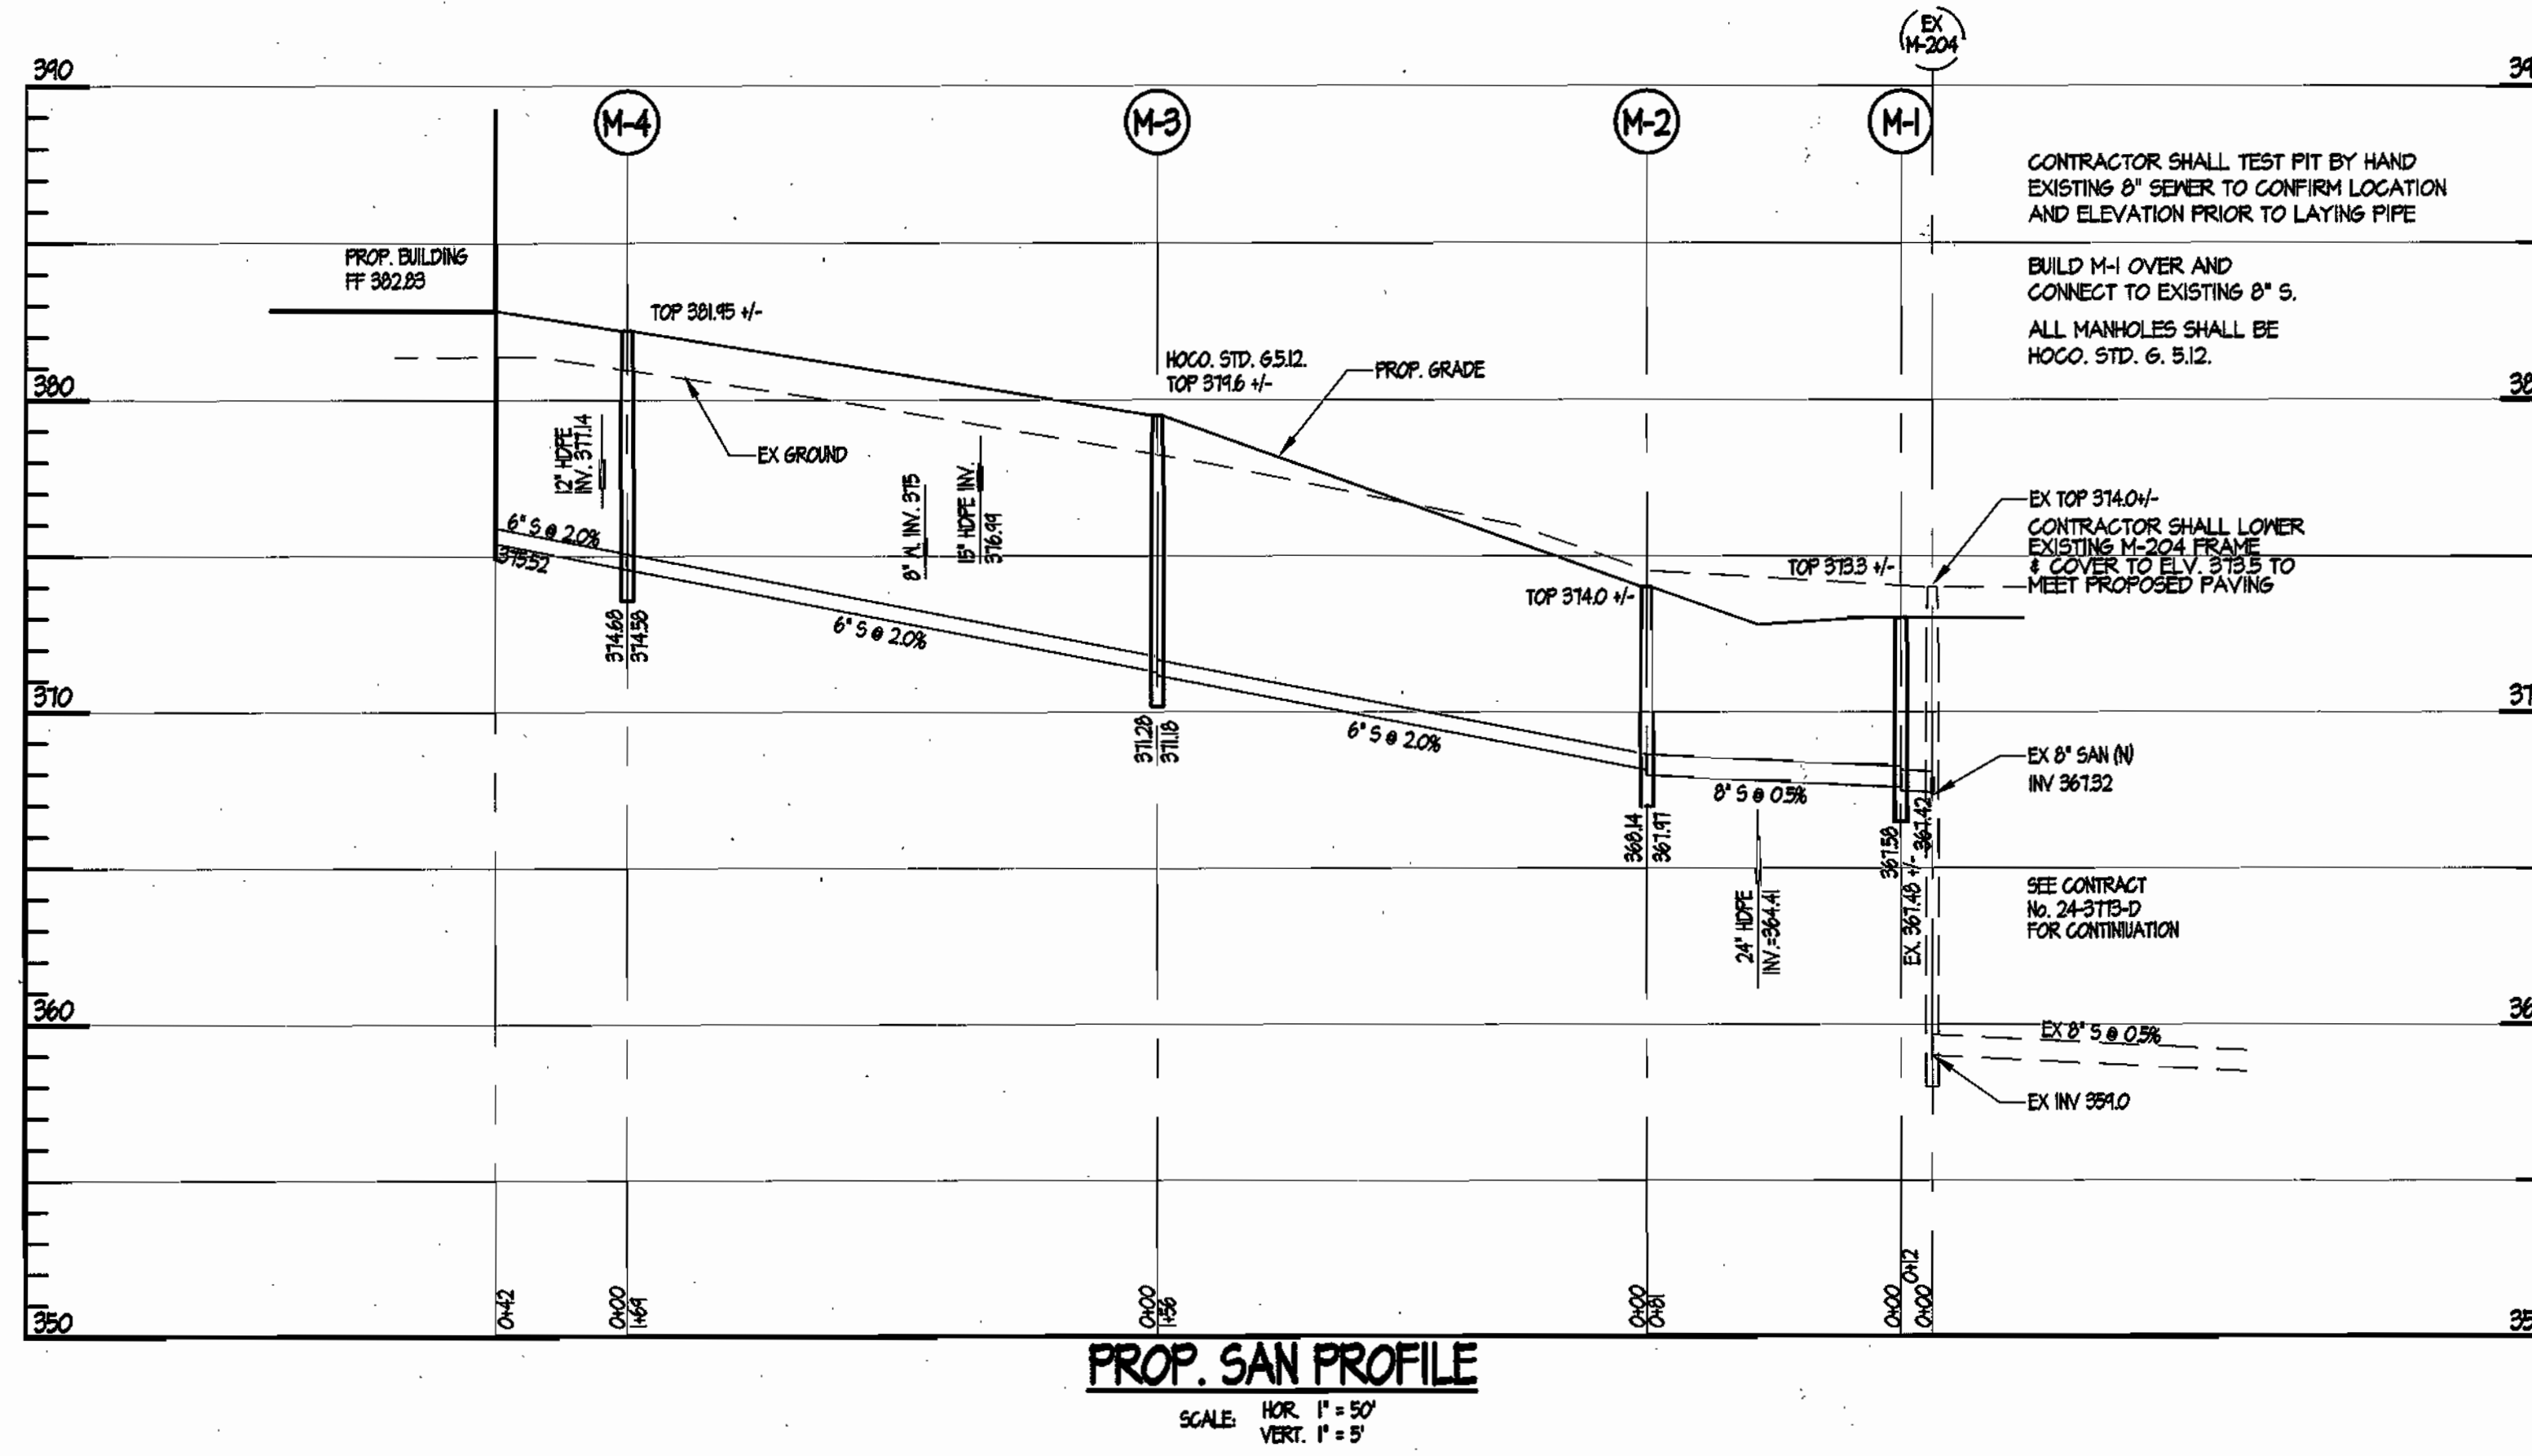 EX
M-204
390
M-4
M-3
M-2
M-1
39
CONTRACTOR SHALL TEST PIT BY HAND
EXISTING 8" SEWER TO CONFIRM LOCATION
AND ELEVATION PRIOR TO LAYING PIPE
PROP. BUILDING
FF 382.83
BUILD M-1 OVER AND
CONNECT TO EXISTING 8" S.
ALL MANHOLES SHALL BE
HOCO. STD. G. 5.12.
TOP 381.95 +/-
HOCO. STD. G.5.12.
TOP 379.6 +/-
PROP. GRADE
380
38
12" HDPE
INV. 377.14
EX GROUND
8" W. INV. 375
15" HDPE INV.
376.99
EX TOP 374.0+/-
CONTRACTOR SHALL LOWER
EXISTING M-204 FRAME
& COVER TO ELV. 373.5 TO
MEET PROPOSED PAVING
6" S @ 2.0%
375.52
TOP 373.3 +/-
TOP 374.0 +/-
374.68
374.58
6" S @ 2.0%
370
37
371.28
371.18
6" S @ 2.0%
EX 8" SAN (N)
INV 367.32
8" S @ 0.5%
368.14
367.97
367.58
EX. 367.48 +/-
367.42
24" HDPE
INV.=364.41
SEE CONTRACT
No. 24-3773-D
FOR CONTINUATION
360
36
EX 8" S @ 0.5%
EX INV 359.0
0+42
0+00
1+69
0+00
1+56
0+00
0+81
0+00
0+12
0+00
350
35
PROP. SAN PROFILE
SCALE:
HOR. 1" = 50'
VERT. 1" = 5'